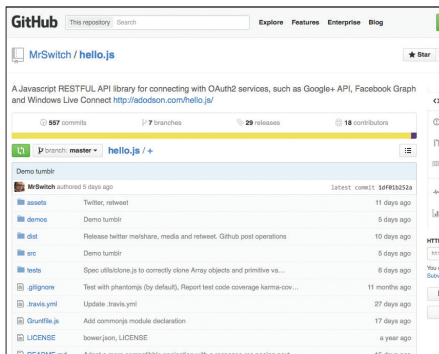 GitHub This repository Search Explore Features Enterprise Blog
MrSwitch / hello.js Star
A Javascript RESTFUL API library for connecting with OAuth2 services, such as Google+ API, Facebook Graph
and Windows Live Connect http://adodson.com/hello.js/
557 commits 7 branches 29 releases 18 contributors
branch: master hello.js / +
Demo tumblr
MrSwitch authored 5 days ago latest commit 1df01b252a
assets Twitter, retweet 11 days ago
demos Demo tumblr 5 days ago
dist Release twitter me/share, media and retweet. Github post operations 10 days ago
src Demo tumblr 5 days ago
tests Spec utils/clone.js to correctly clone Array objects and primitive va… 8 days ago
.gitignore Test with phantomjs (by default), Report test code coverage karma-cov… 11 months ago
.travis.yml Update .travis.yml 27 days ago
Gruntfile.js Add commonjs module declaration 17 days ago
LICENSE bower.json, LICENSE a year ago